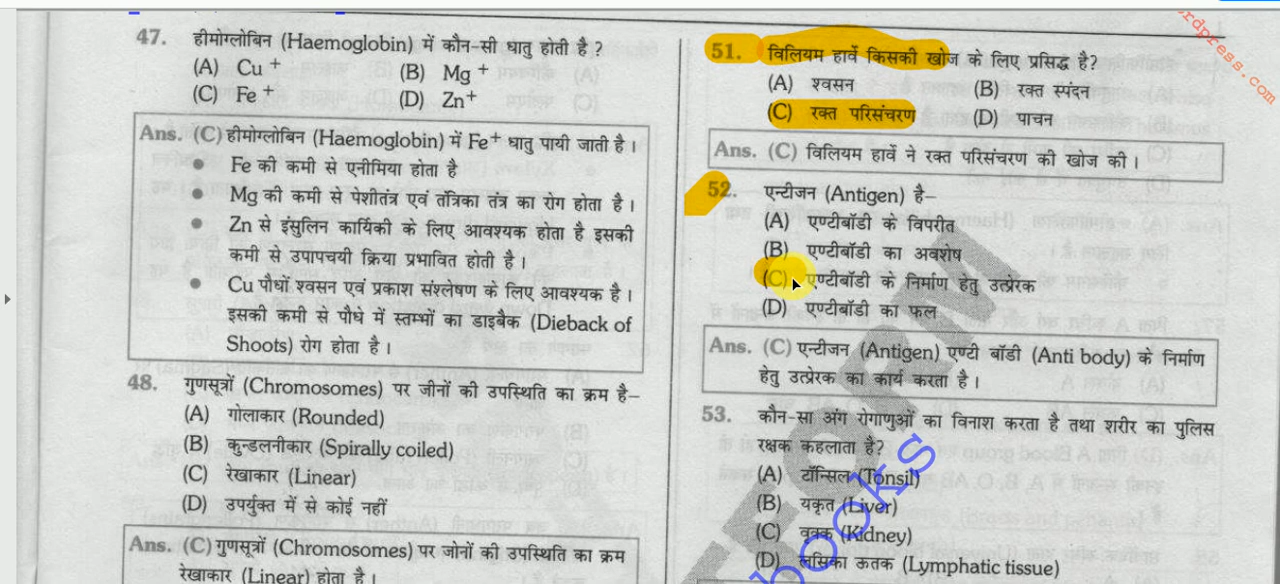 47. हीमोग्लोबिन (Haemoglobin) में कौन-सी धातु होती है?
(A) Cu + (B) Mg +
(C) Fe + (D) Zn+
Ans. (C) हीमोग्लोबिन (Haemoglobin) में Fe+ धातु पायी जाती है।
● Fe की कमी से एनीमिया होता है
● Mg की कमी से पेशीतंत्र एवं तंत्रिका तंत्र का रोग होता है।
● Zn से इंसुलिन कार्यिकी के लिए आवश्यक होता है इसकी
कमी से उपापचयी क्रिया प्रभावित होती है।
● Cu पौधों श्वसन एवं प्रकाश संश्लेषण के लिए आवश्यक है।
इसकी कमी से पौधे में स्तम्भों का डाइबैक (Dieback of
Shoots) रोग होता है।
48. गुणसूत्रों (Chromosomes) पर जीनों की उपस्थिति का क्रम है–
(A) गोलाकार (Rounded)
(B) कुन्डलनीकार (Spirally coiled)
(C) रेखाकार (Linear)
(D) उपर्युक्त में से कोई नहीं
Ans. (C) गुणसूत्रों (Chromosomes) पर जोनों की उपस्थिति का क्रम
रेखाकार (Linear) होता है।
51. विलियम हार्वे किसकी खोज के लिए प्रसिद्ध है?
(A) श्वसन (B) रक्त स्पंदन
(C) रक्त परिसंचरण (D) पाचन
Ans. (C) विलियम हार्वे ने रक्त परिसंचरण की खोज की।
52. एन्टीजन (Antigen) है–
(A) एण्टीबॉडी के विपरीत
(B) एण्टीबॉडी का अवशेष
(C) एण्टीबॉडी के निर्माण हेतु उत्प्रेरक
(D) एण्टीबॉडी का फल
Ans. (C) एन्टीजन (Antigen) एण्टी बॉडी (Anti body) के निर्माण
हेतु उत्प्रेरक का कार्य करता है।
53. कौन-सा अंग रोगाणुओं का विनाश करता है तथा शरीर का पुलिस
रक्षक कहलाता है?
(A) टॉन्सिल (Tonsil)
(B) यकृत (Liver)
(C) वृक्क (Kidney)
(D) लसिका ऊतक (Lymphatic tissue)
rdpress.com
books